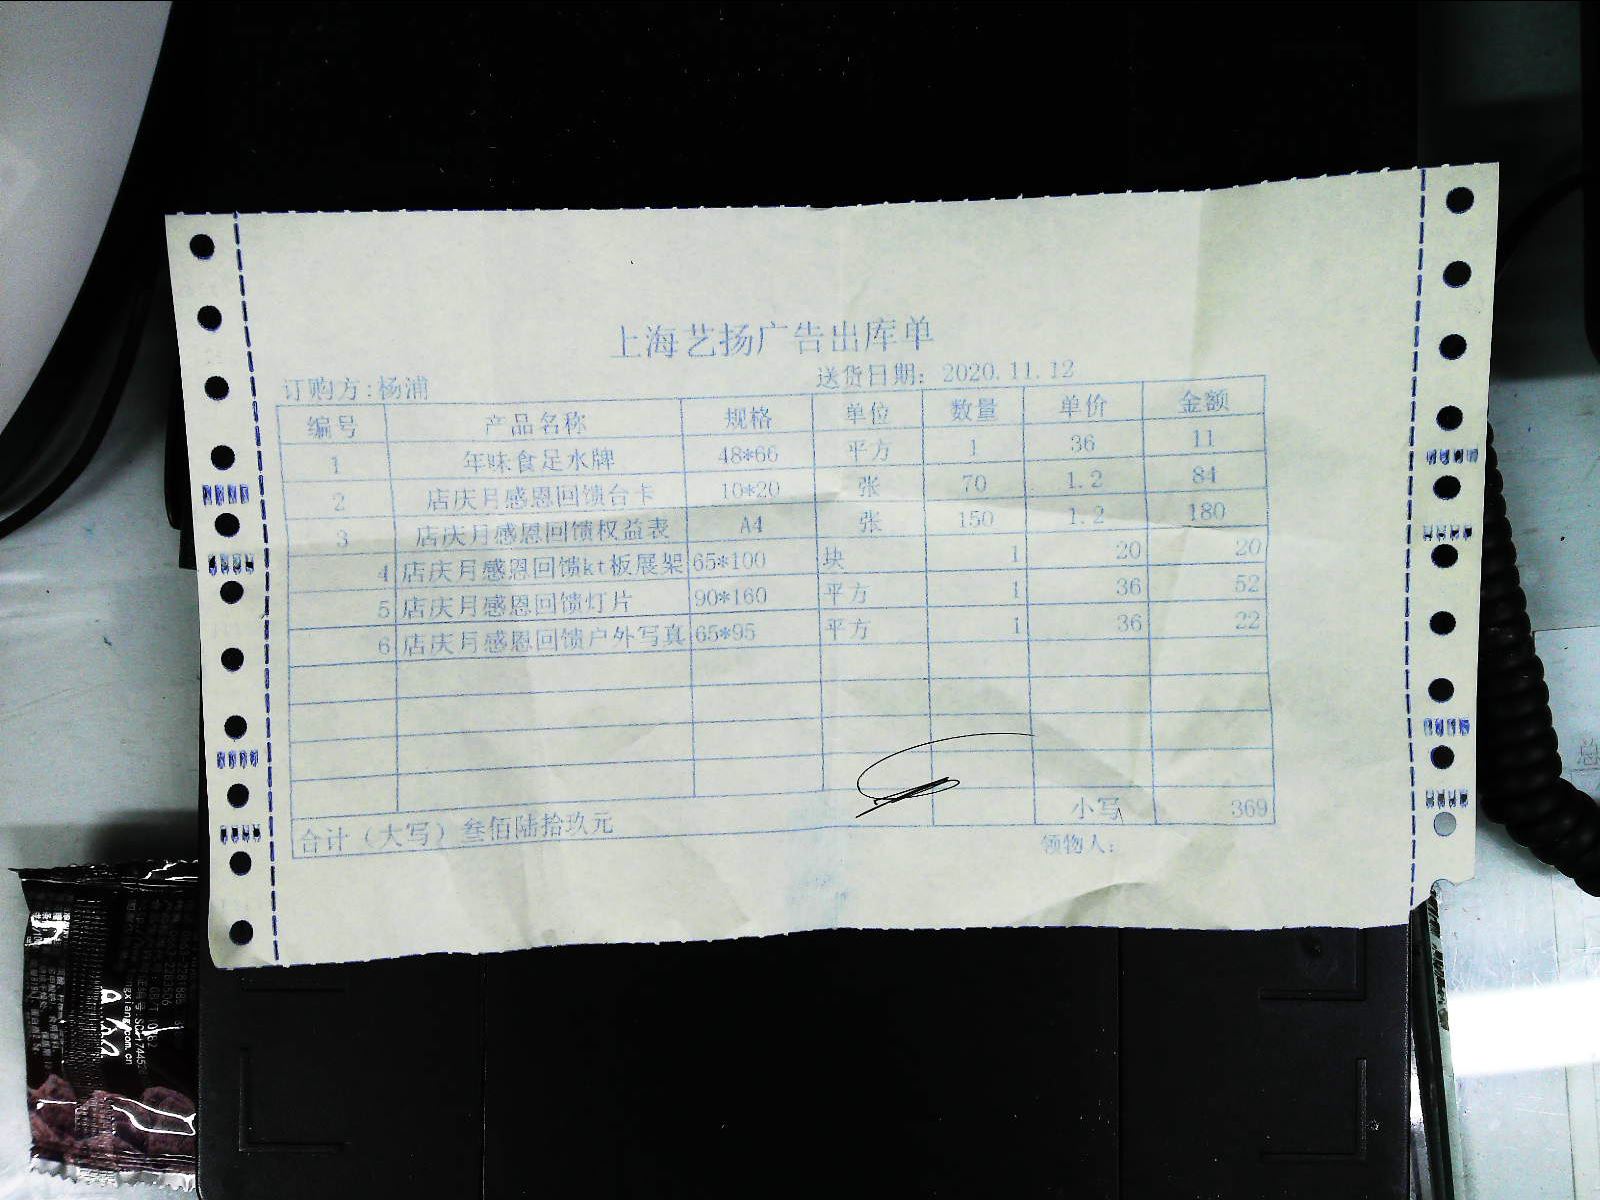 上海艺扬广告出库单
订购方:杨浦 送货日期: 2020.11.12
编号 产品名称 规格 单位 数量 单价 金额
1 年味食足水牌 48*66 平方 1 36 11
2 店庆月感恩回馈台卡 10*20 张 70 1.2 84
3 店庆月感恩回馈权益表 A4 张 150 1.2 180
4 店庆月感恩回馈kt板展架 65*100 块 1 20 20
5 店庆月感恩回馈灯片 90*160 平方 1 36 52
6 店庆月感恩回馈户外写真 65*95 平方 1 36 22
合计（大写）叁佰陆拾玖元 小写 369
领物人:
总